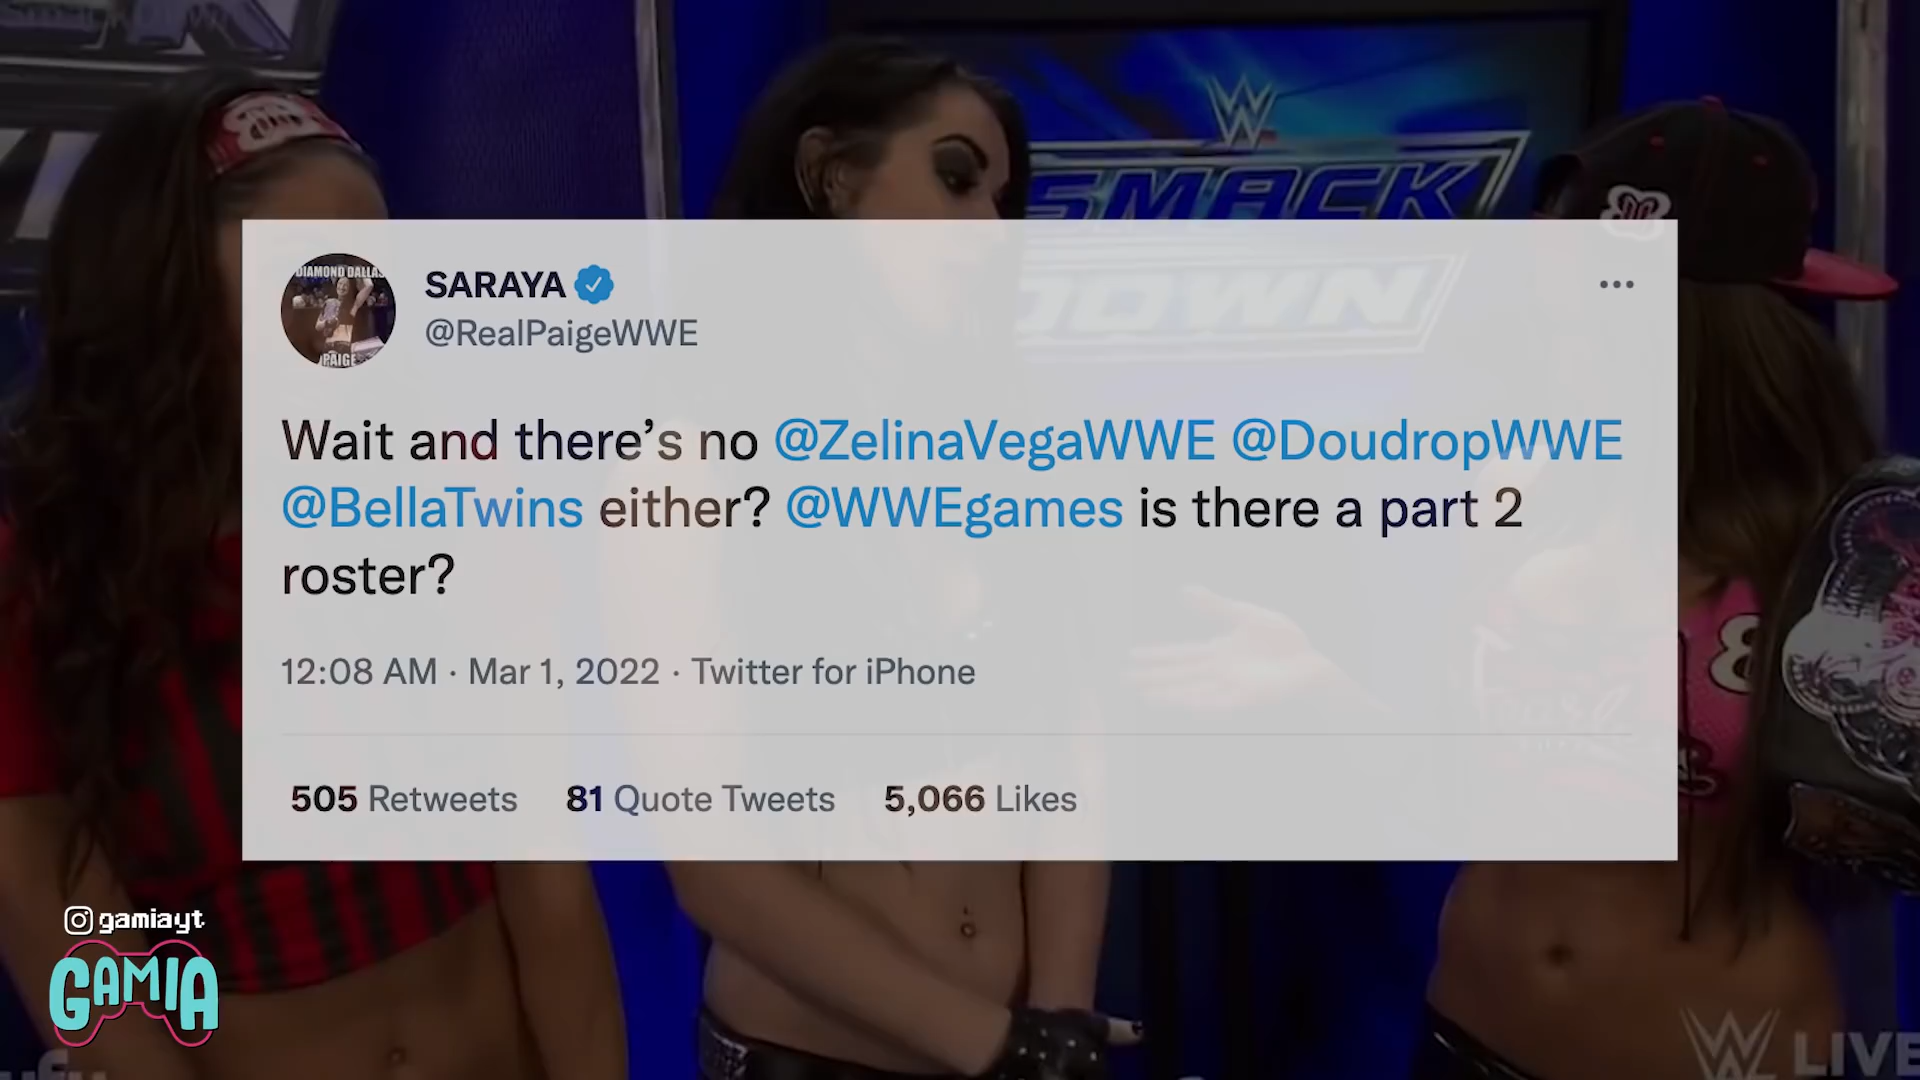 SMACK
DOWN
DIAMOND DALLAS
PAIGE
SARAYA
@RealPaigeWWE
Wait and there’s no @ZelinaVegaWWE @DoudropWWE
@BellaTwins either? @WWEgames is there a part 2
roster?
12:08 AM · Mar 1, 2022 · Twitter for iPhone
505 Retweets 81 Quote Tweets 5,066 Likes
gamiayt
GAMIA
W LIVE